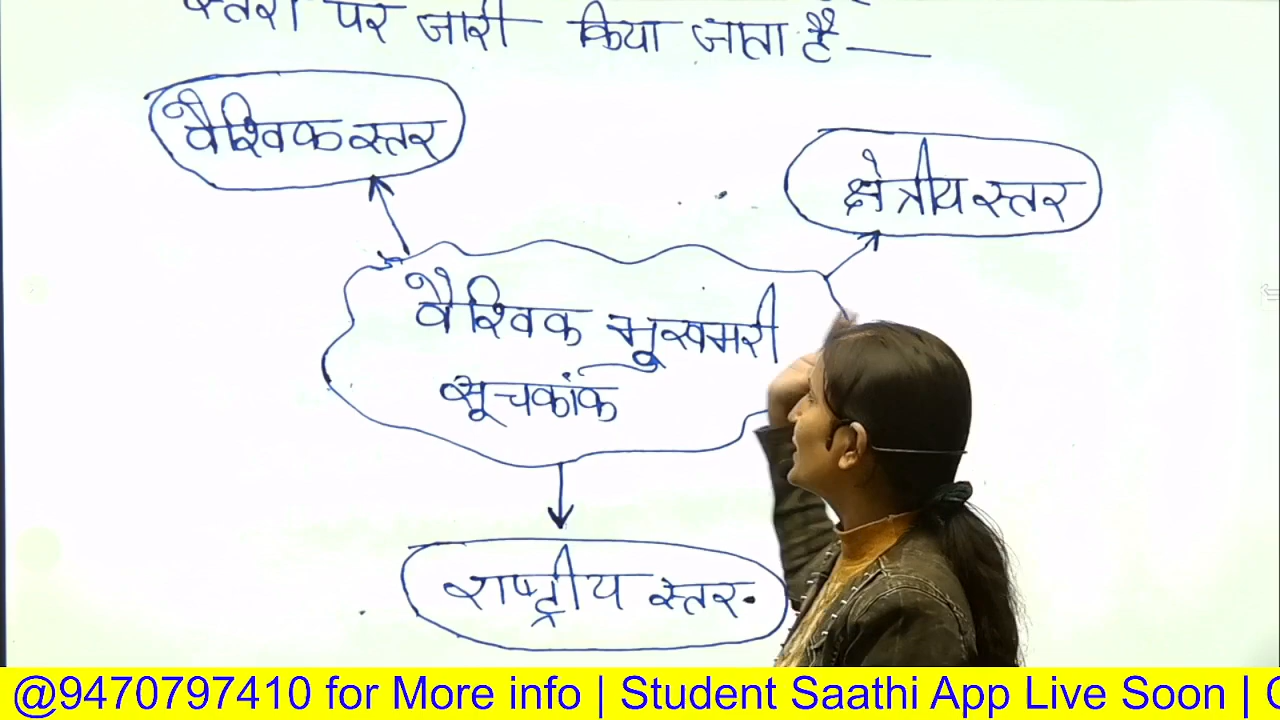 स्तरों पर जारी किया जाता है —
वैश्विक स्तर
क्षेत्रीय स्तर
वैश्विक भुखमरी
सूचकांक
राष्ट्रीय स्तर
@9470797410 for More info | Student Saathi App Live Soon |